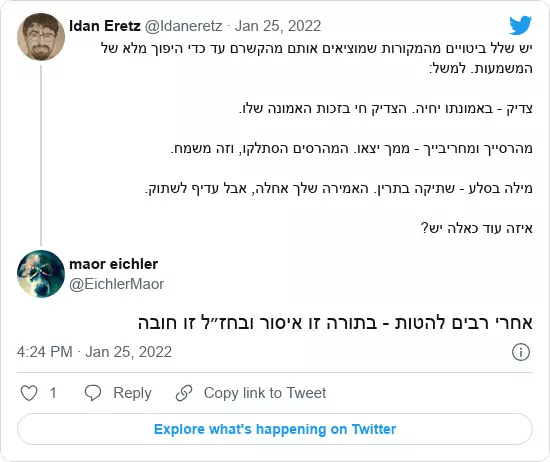 Idan Eretz @Idaneretz · Jan 25, 2022
יש שלל ביטויים מהמקורות שמוציאים אותם מהקשרם עד כדי היפוך מלא של
המשמעות. למשל:
צדיק - באמונתו יחיה. הצדיק חי בזכות האמונה שלו.
מהרסייך ומחריבייך - ממך יצאו. המהרסים הסתלקו, וזה משמח.
מילה בסלע - שתיקה בתרין. האמירה שלך אחלה, אבל עדיף לשתוק.
איזה עוד כאלה יש?
maor eichler
@EichlerMaor
אחרי רבים להטות - בתורה זו איסור ובחז״ל זו חובה
4:24 PM · Jan 25, 2022
1 Reply Copy link to Tweet
Explore what's happening on Twitter